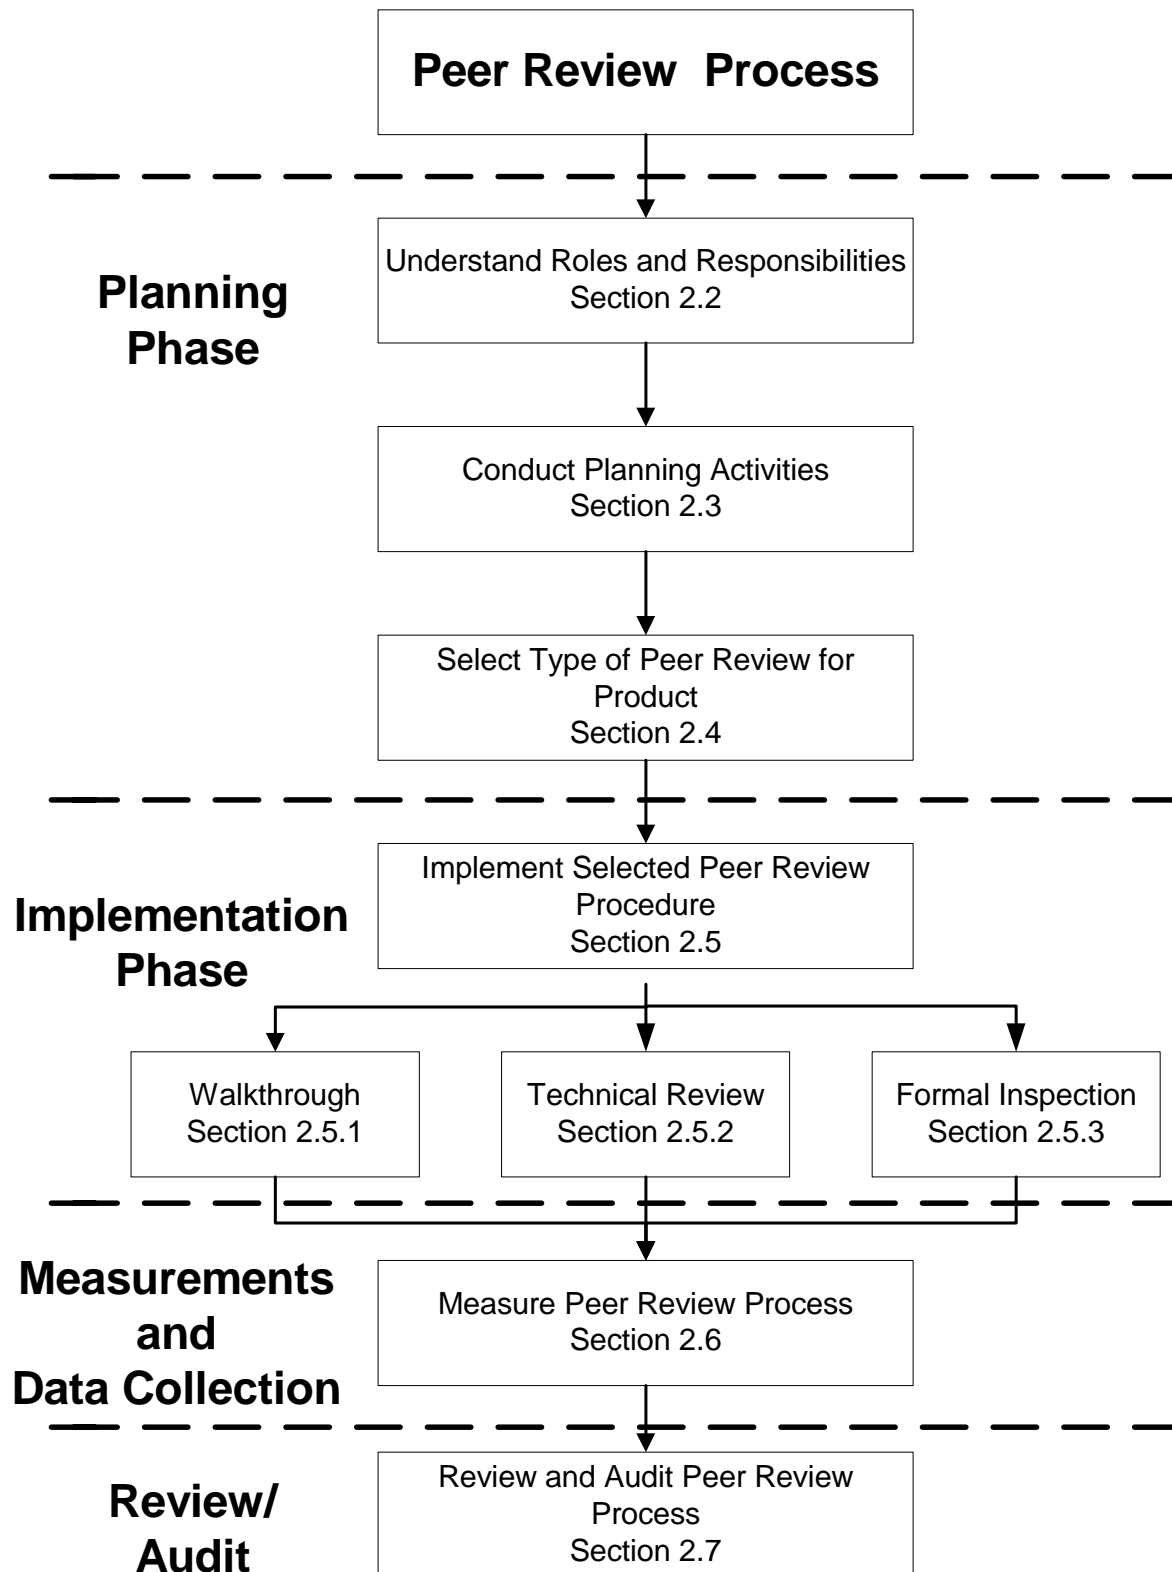 Peer Review  Process
Planning
Phase
Understand Roles and Responsibilities
Section 2.2
Conduct Planning Activities
Section 2.3
Select Type of Peer Review for
Product
Section 2.4
Implementation
Phase
Implement Selected Peer Review
Procedure
Section 2.5
Walkthrough
Section 2.5.1
Technical Review
Section 2.5.2
Formal Inspection
Section 2.5.3
Measurements
and
Data Collection
Measure Peer Review Process
Section 2.6
Review/
Audit
Review and Audit Peer Review
Process
Section 2.7